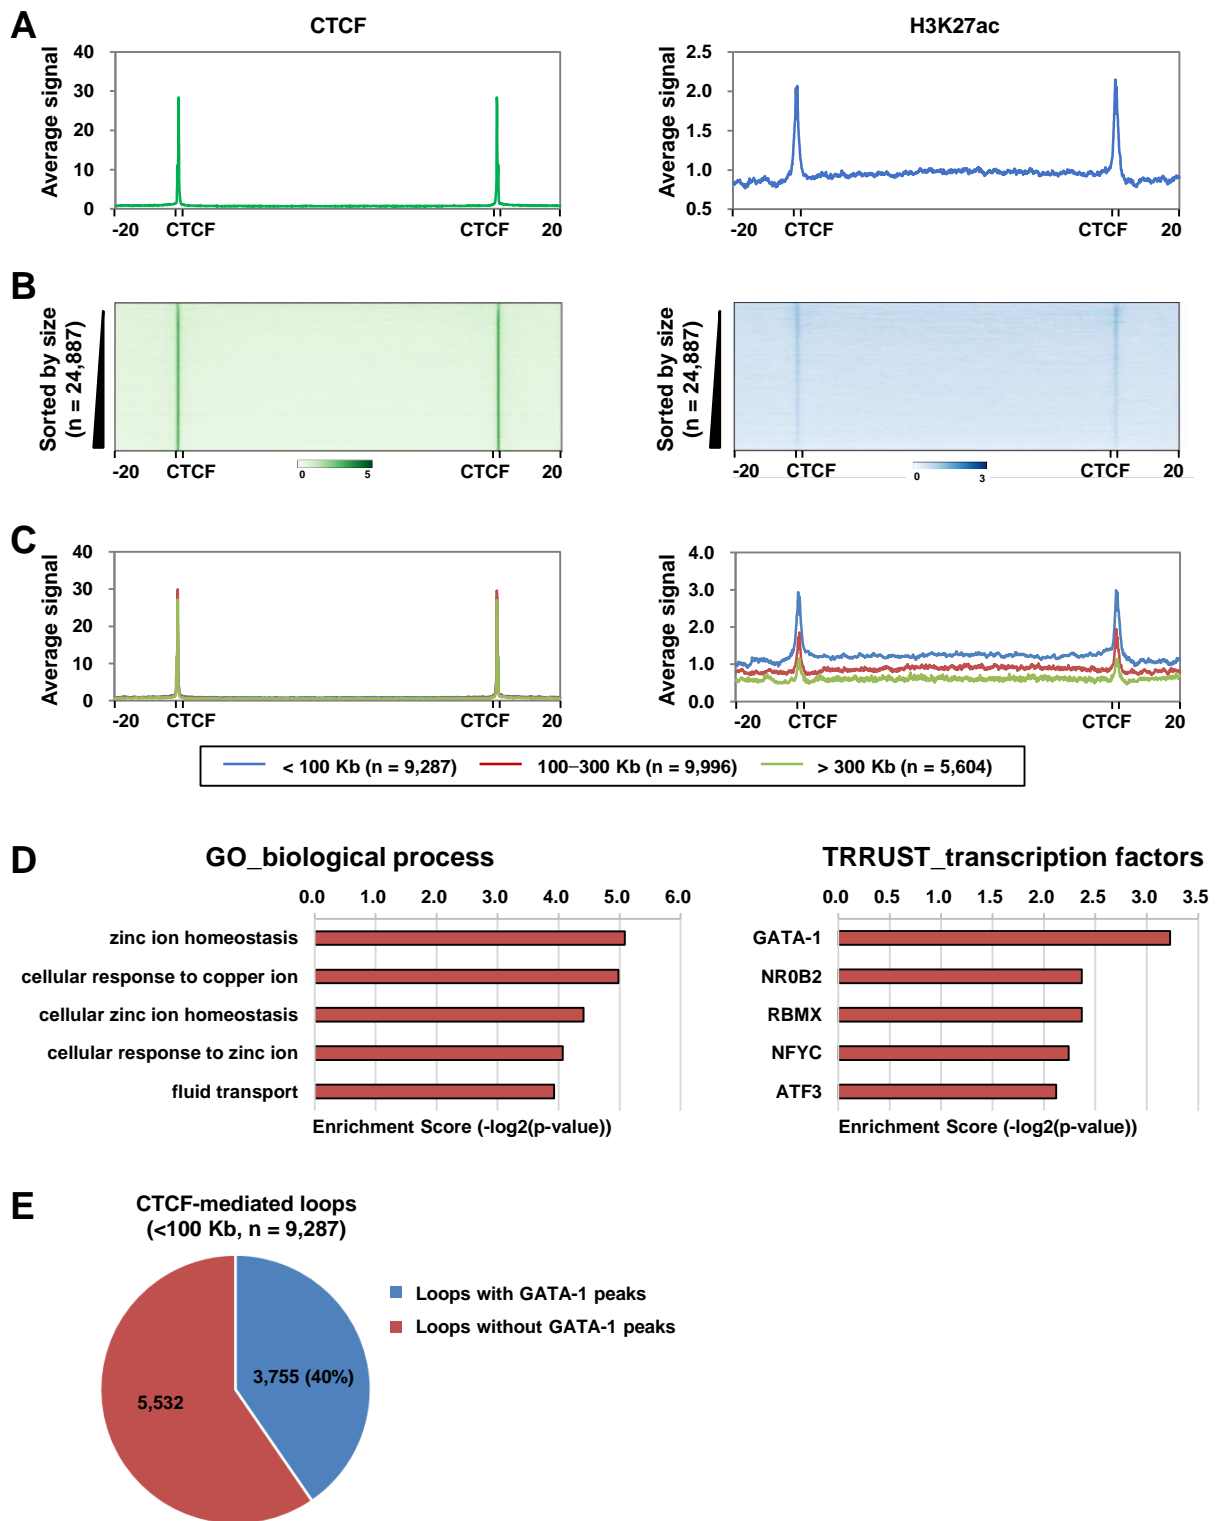 A
CTCF
H3K27ac
Average signal
40
30
20
10
0
-20
CTCF
CTCF
20
Average signal
2.5
2.0
1.5
1.0
0.5
-20
CTCF
CTCF
20
B
Sorted by size
(n = 24,887)
-20
CTCF
0
5
CTCF
20
Sorted by size
(n = 24,887)
-20
CTCF
0
3
CTCF
20
C
Average signal
40
30
20
10
0
-20
CTCF
CTCF
20
Average signal
4.0
3.0
2.0
1.0
0.0
-20
CTCF
CTCF
20
< 100 Kb (n = 9,287)
100–300 Kb (n = 9,996)
> 300 Kb (n = 5,604)
D
GO_biological process
0.0 1.0 2.0 3.0 4.0 5.0 6.0
zinc ion homeostasis
cellular response to copper ion
cellular zinc ion homeostasis
cellular response to zinc ion
fluid transport
Enrichment Score (-log2(p-value))
TRRUST_transcription factors
0.0 0.5 1.0 1.5 2.0 2.5 3.0 3.5
GATA-1
NR0B2
RBMX
NFYC
ATF3
Enrichment Score (-log2(p-value))
E
CTCF-mediated loops
(<100 Kb, n = 9,287)
3,755 (40%)
5,532
Loops with GATA-1 peaks
Loops without GATA-1 peaks